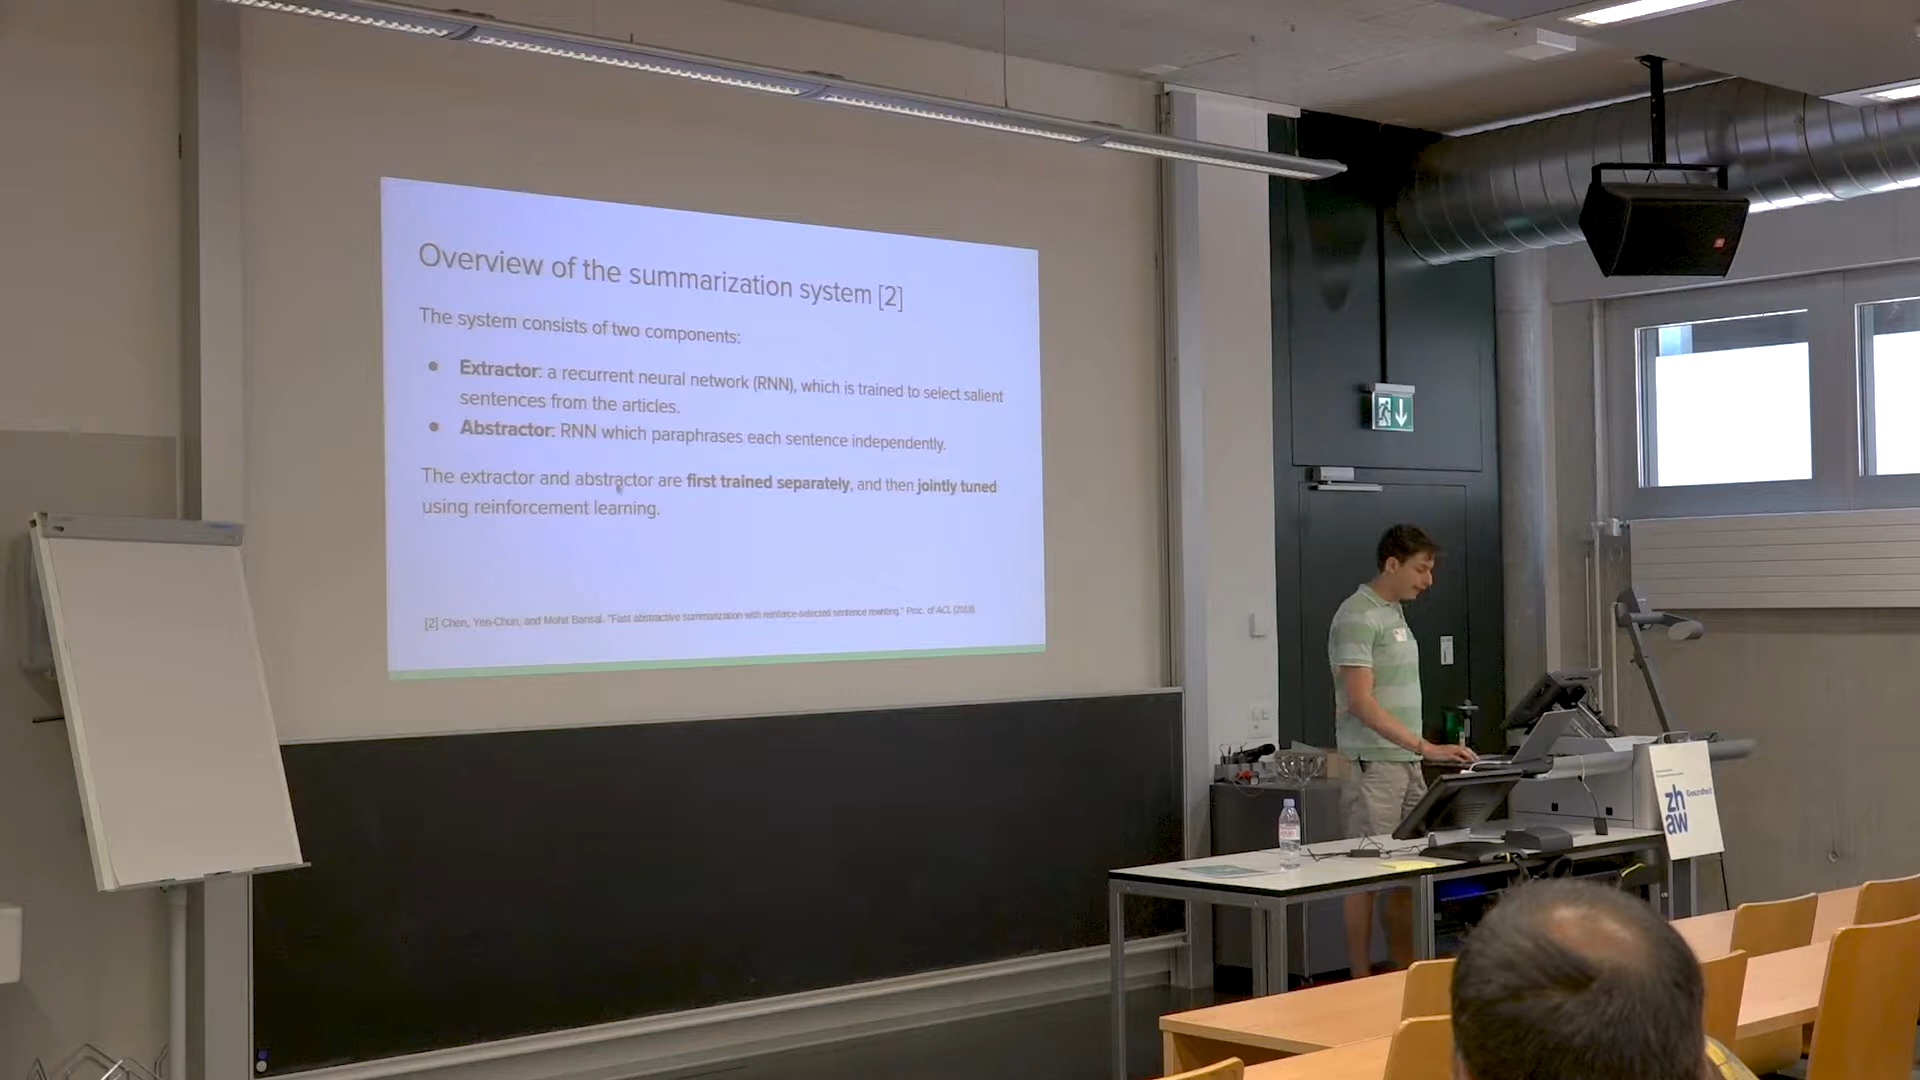 Overview of the summarization system [2]
The system consists of two components:
● Extractor: a recurrent neural network (RNN), which is trained to select salient
sentences from the articles.
● Abstractor: RNN which paraphrases each sentence independently.
The extractor and abstractor are first trained separately, and then jointly tuned
using reinforcement learning.
[2] Chen, Yen-Chun, and Mohit Bansal. "Fast abstractive summarization with reinforce-selected sentence rewriting." Proc. of ACL (2018)
zh
aw
Gesundheit